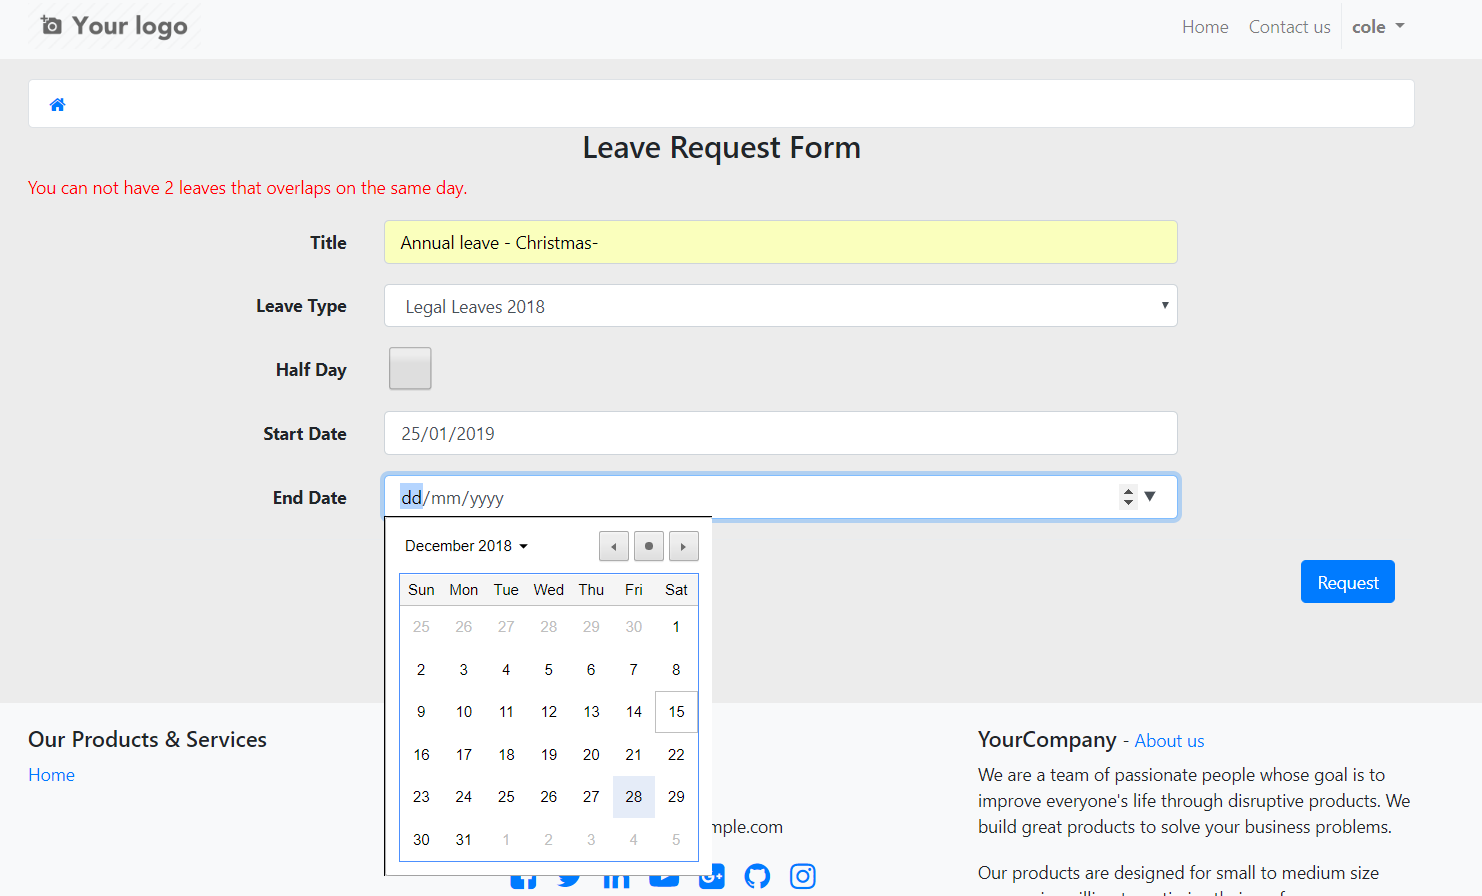 Your logo
Home Contact us cole
Leave Request Form
You can not have 2 leaves that overlaps on the same day.
Title Annual leave - Christmas-
Leave Type Legal Leaves 2018
Half Day
Start Date 25/01/2019
End Date dd/mm/yyyy
December 2018
Sun Mon Tue Wed Thu Fri Sat
25 26 27 28 29 30 1
2 3 4 5 6 7 8
9 10 11 12 13 14 15
16 17 18 19 20 21 22
23 24 25 26 27 28 29
30 31 1 2 3 4 5
Request
Our Products & Services
Home
mple.com
YourCompany - About us
We are a team of passionate people whose goal is to
improve everyone's life through disruptive products. We
build great products to solve your business problems.
Our products are designed for small to medium size